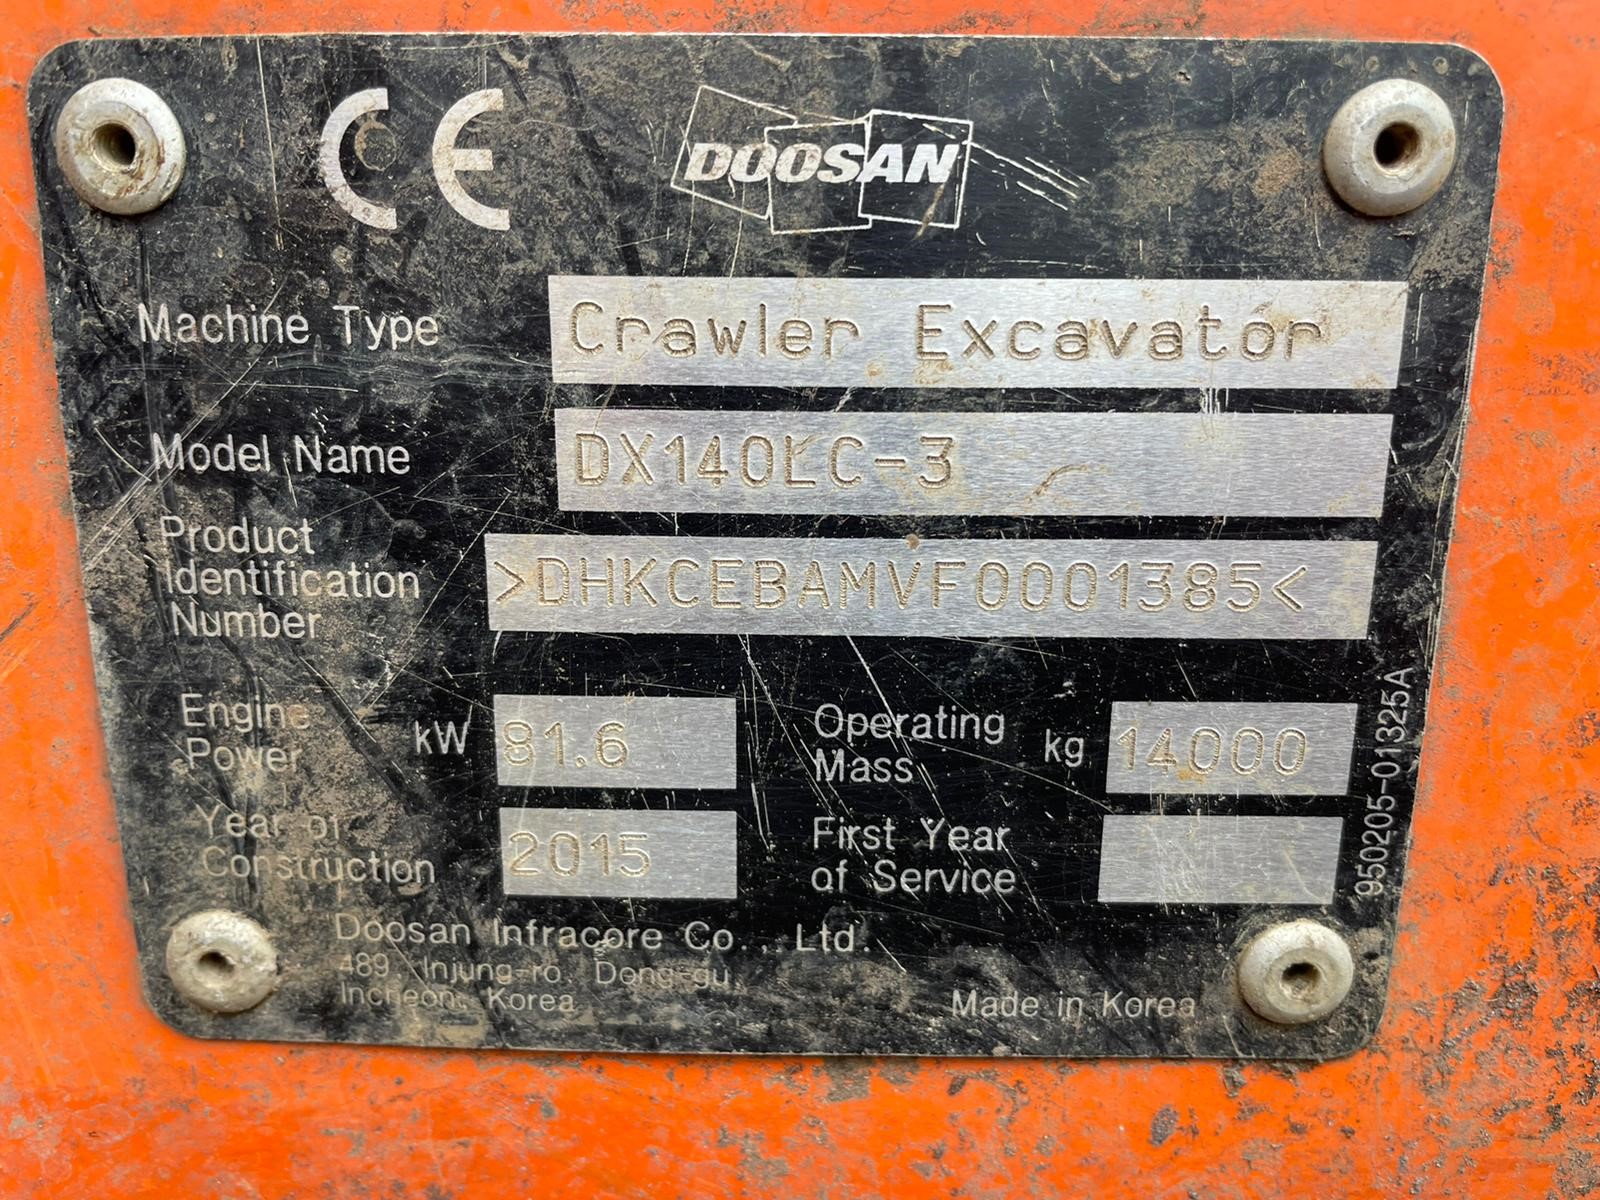 CE
DOOSAN
Machine Type Crawler Excavator
Model Name DX140LC-3
Product
Identification
Number
>DHKCEBAMVF0001385<
Engine
Power
kW 81.6
Operating
Mass
kg 14000
Year of
Construction
2015
First Year
of Service
Doosan Infracore Co., Ltd.
489, Injung-ro, Dong-gu,
Incheon, Korea
Made in Korea
950205-01325A